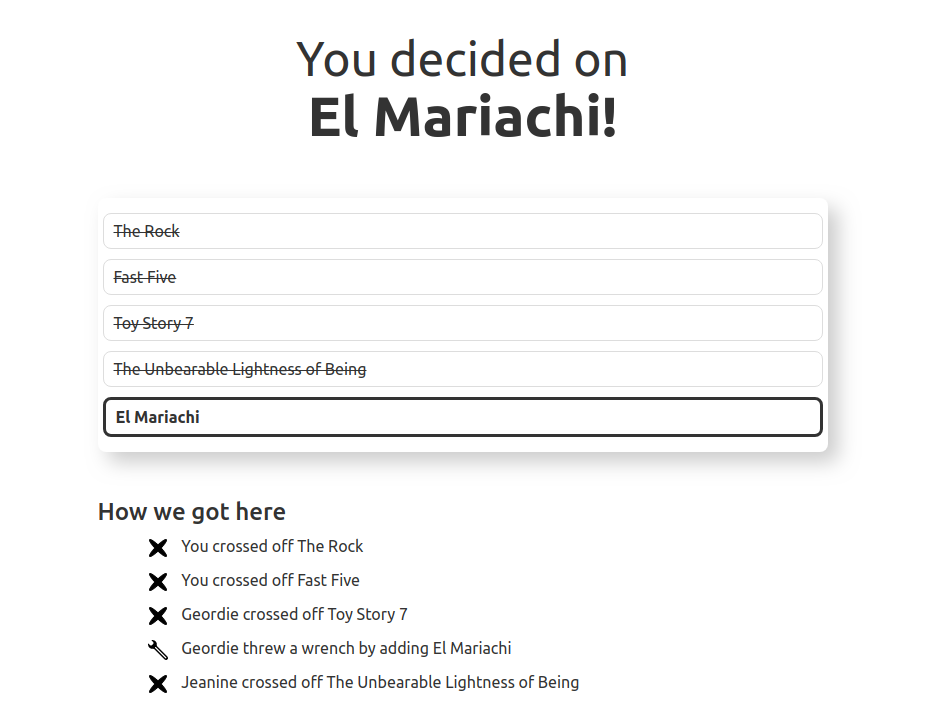 You decided on
El Mariachi!
The Rock
Fast Five
Toy Story 7
The Unbearable Lightness of Being
El Mariachi
How we got here
You crossed off The Rock
You crossed off Fast Five
Geordie crossed off Toy Story 7
Geordie threw a wrench by adding El Mariachi
Jeanine crossed off The Unbearable Lightness of Being